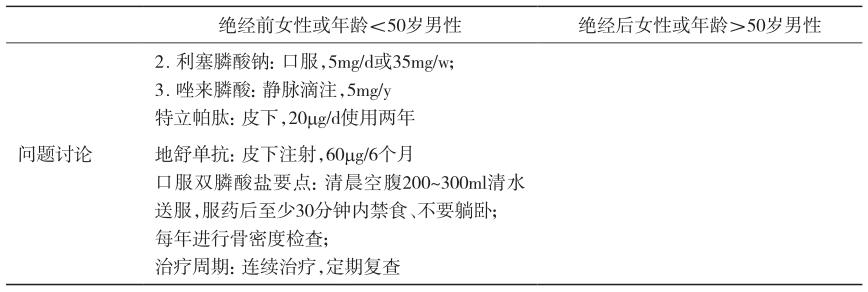 绝经前女性或年龄＜50岁男性 绝经后女性或年龄＞50岁男性
2. 利塞膦酸钠：口服，5mg/d或35mg/w；
3. 唑来膦酸：静脉滴注，5mg/y
特立帕肽：皮下，20μg/d使用两年
问题讨论 地舒单抗：皮下注射，60μg/6个月
口服双膦酸盐要点：清晨空腹200~300ml清水
送服，服药后至少30分钟内禁食、不要躺卧；
每年进行骨密度检查；
治疗周期：连续治疗，定期复查